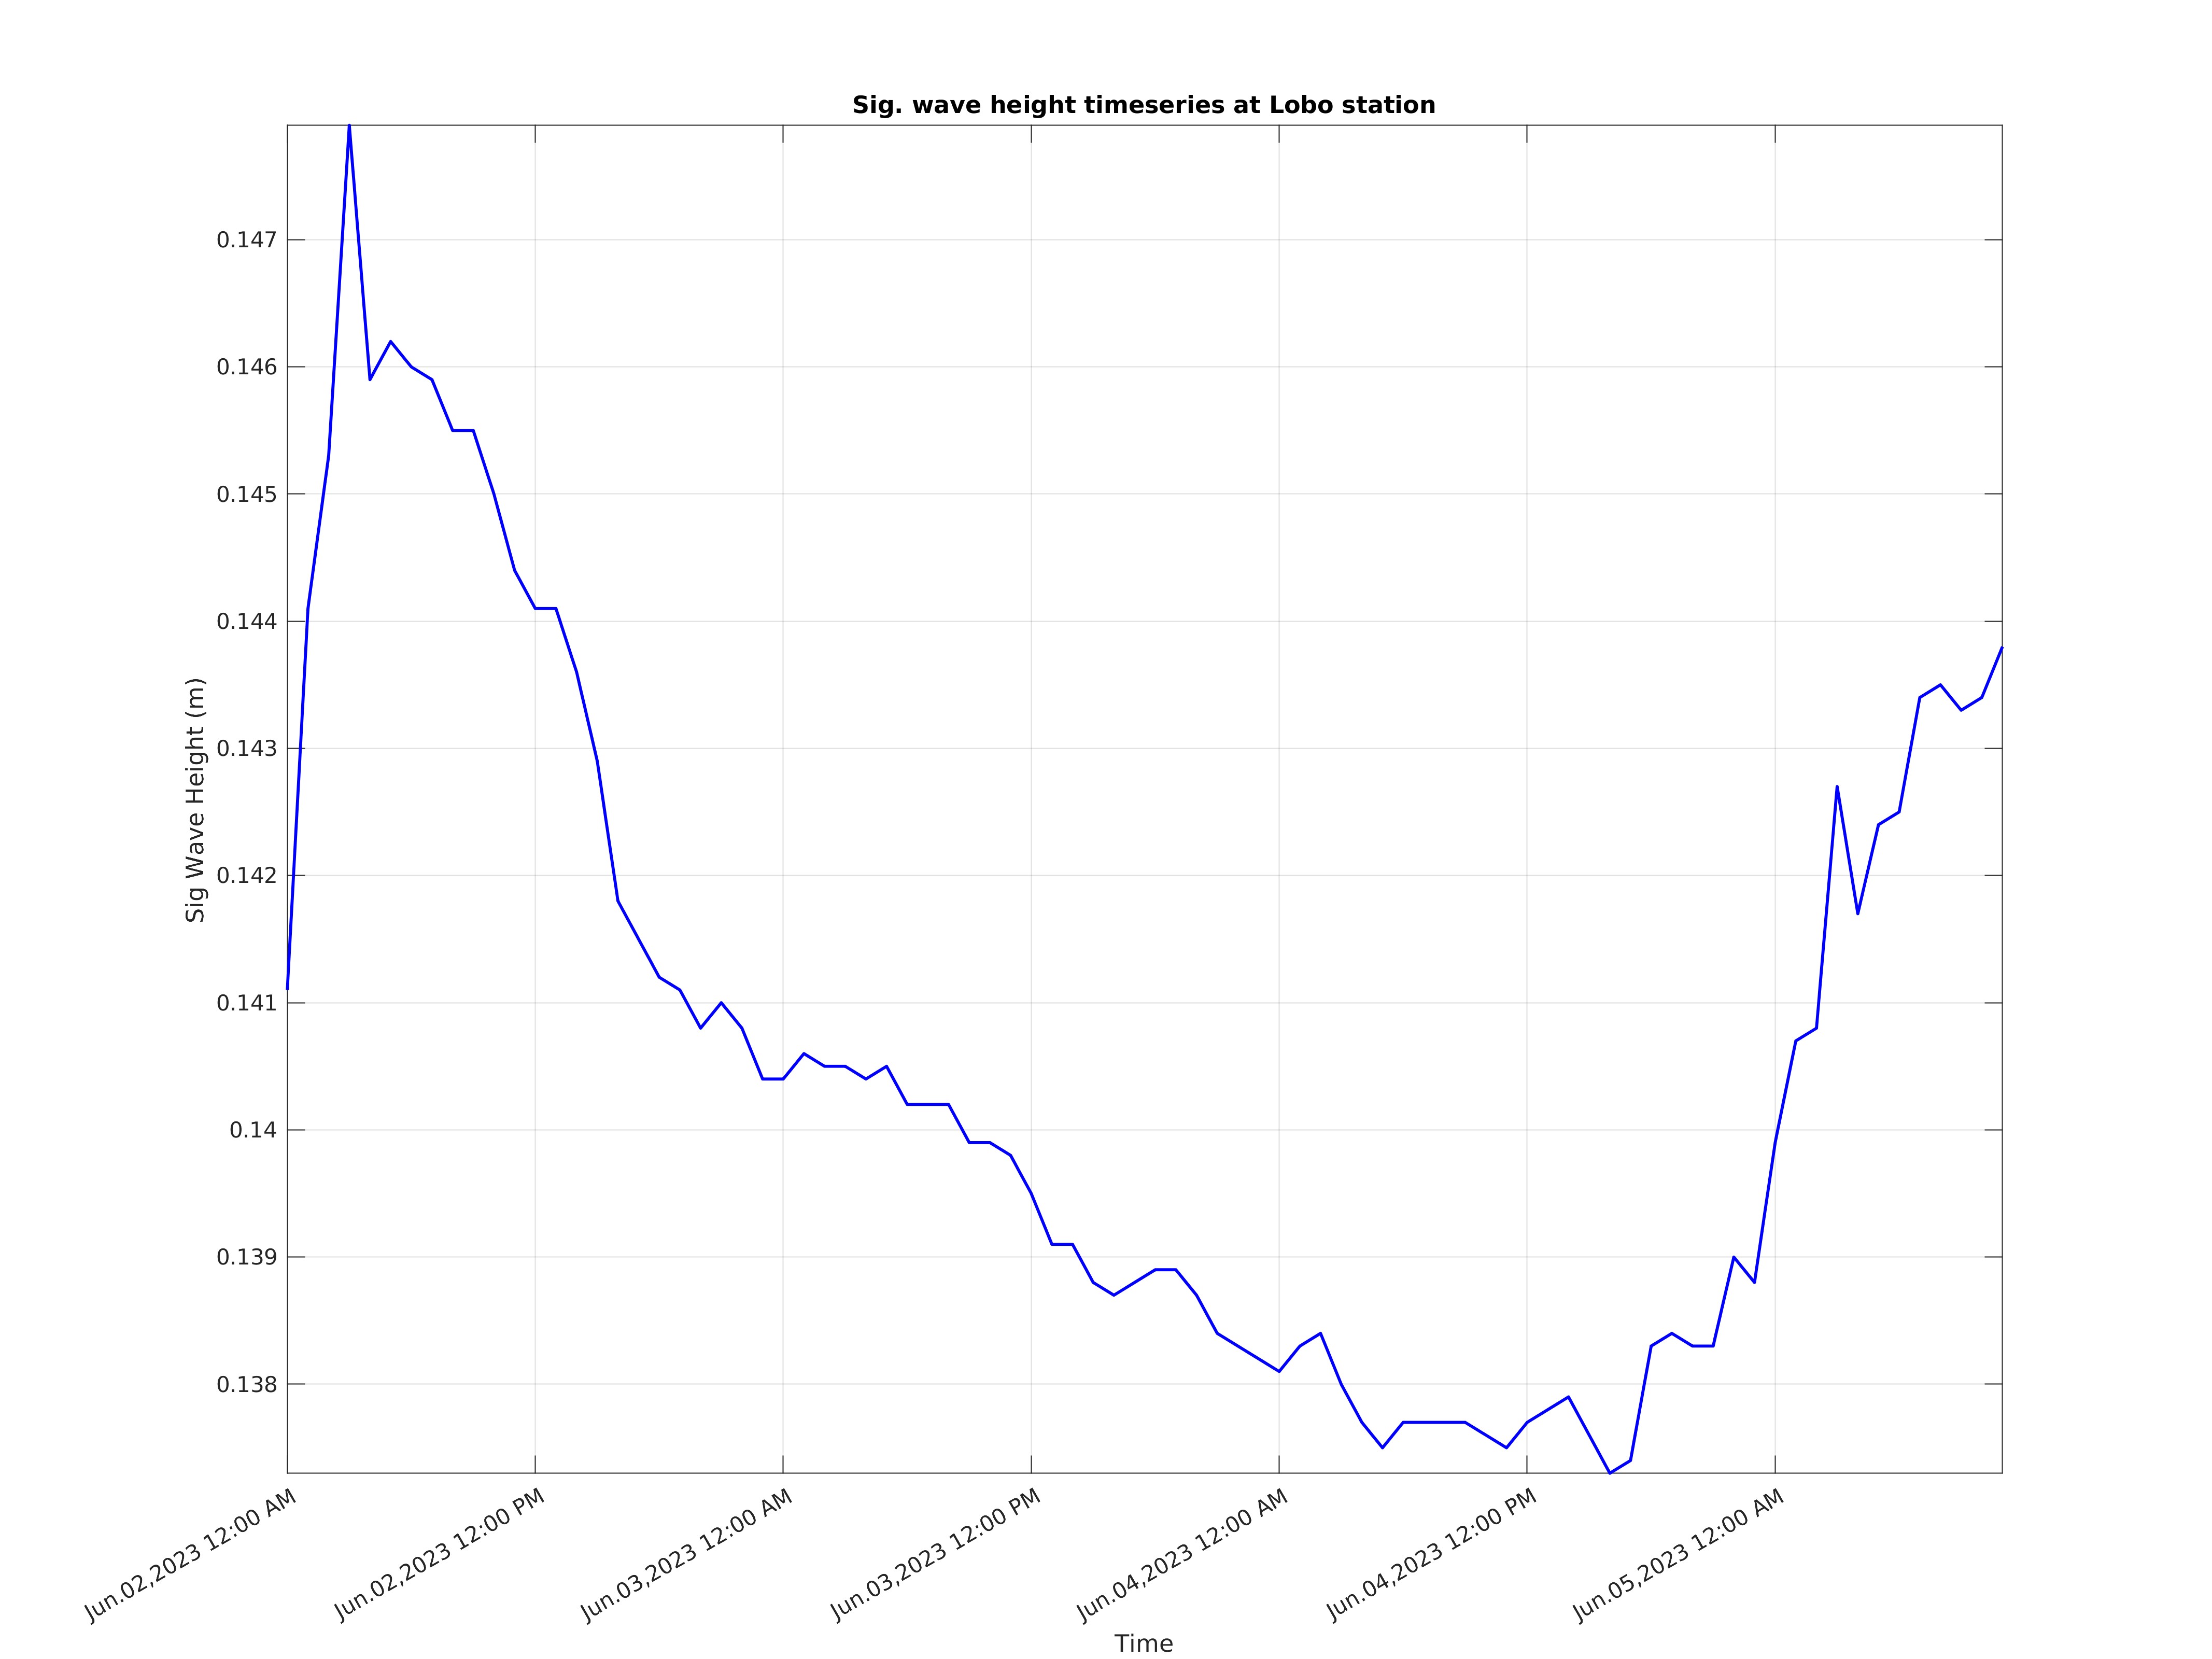 Sig. wave height timeseries at Lobo station
Sig Wave Height (m)
0.147
0.146
0.145
0.144
0.143
0.142
0.141
0.14
0.139
0.138
Jun.02,2023 12:00 AM
Jun.02,2023 12:00 PM
Jun.03,2023 12:00 AM
Jun.03,2023 12:00 PM
Jun.04,2023 12:00 AM
Jun.04,2023 12:00 PM
Jun.05,2023 12:00 AM
Time